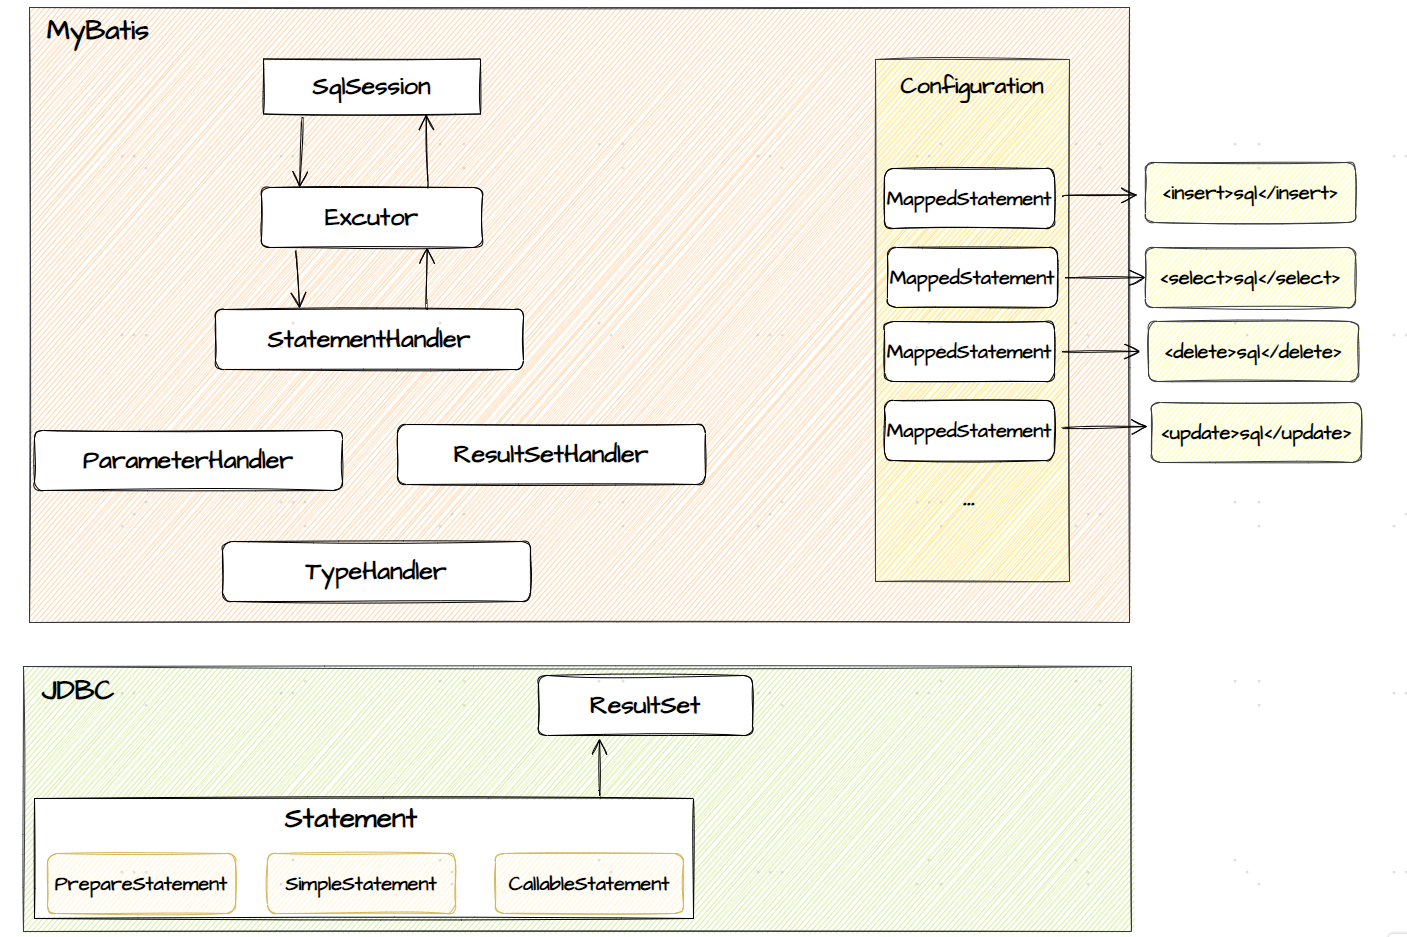 MyBatis
SqlSession
Configuration
Excutor
MappedStatement
<insert>sql</insert>
MappedStatement
<select>sql</select>
StatementHandler
MappedStatement
<delete>sql</delete>
MappedStatement
<update>sql</update>
ParameterHandler
ResultSetHandler
...
TypeHandler
JDBC
ResultSet
Statement
PrepareStatement
SimpleStatement
CallableStatement